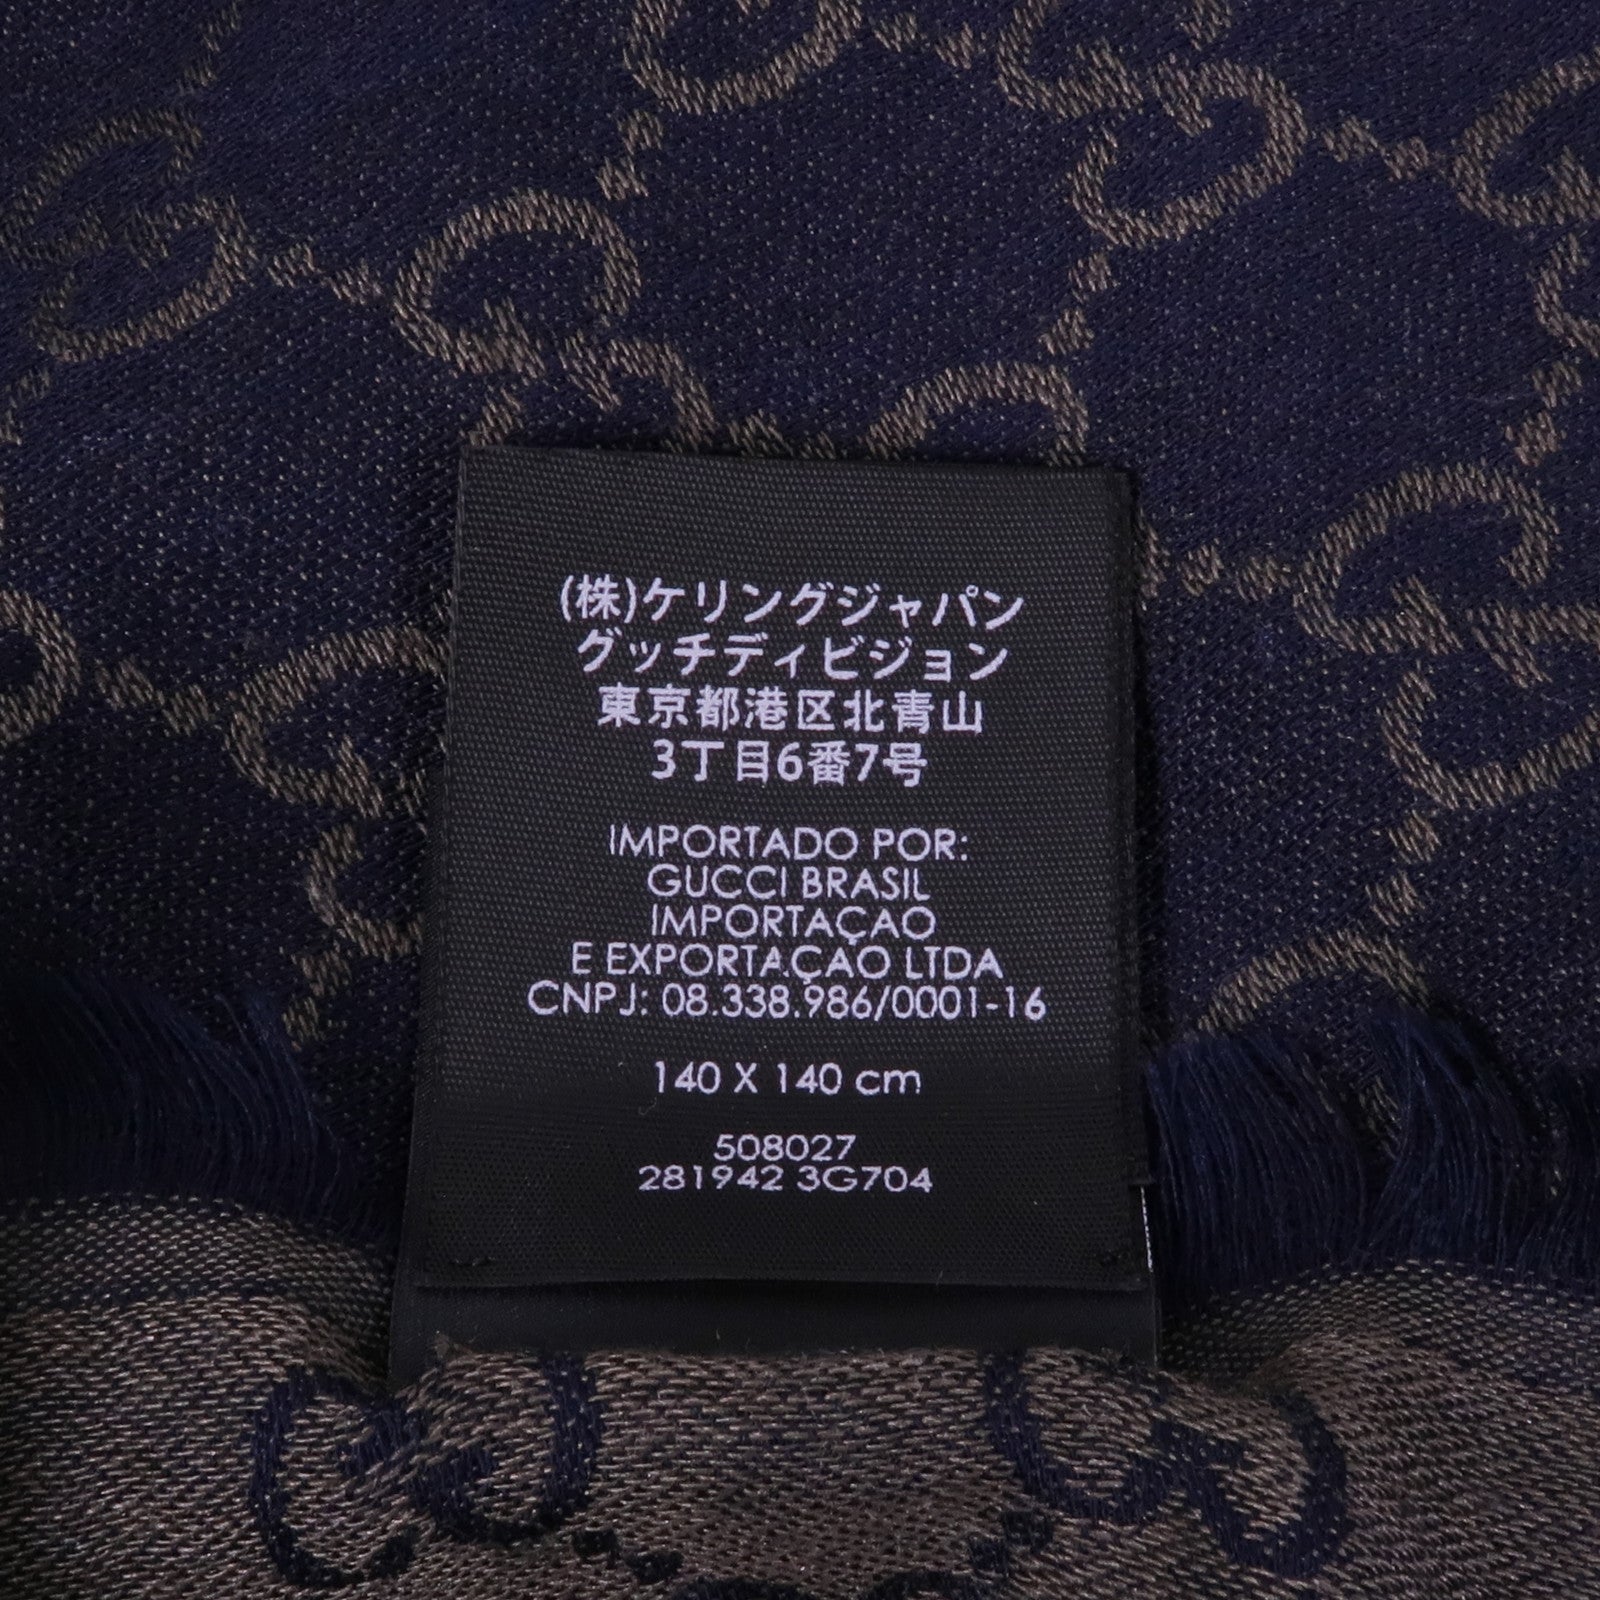 (株)ケリングジャパン
グッチディビジョン
東京都港区北青山
3丁目6番7号
IMPORTADO POR:
GUCCI BRASIL
IMPORTAÇAO
E EXPORTAÇAO LTDA
CNPJ: 08.338.986/0001-16
140 X 140 cm
508027
281942 3G704